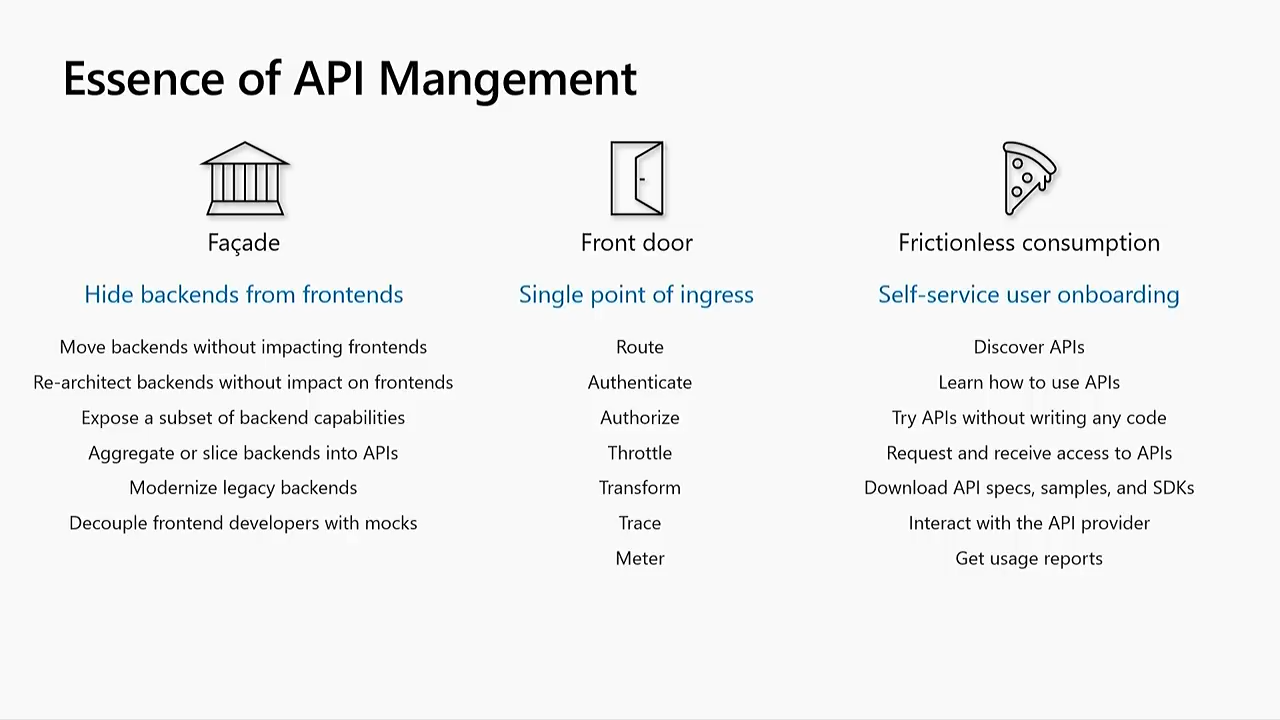 Essence of API Mangement
Façade
Hide backends from frontends
Move backends without impacting frontends
Re-architect backends without impact on frontends
Expose a subset of backend capabilities
Aggregate or slice backends into APIs
Modernize legacy backends
Decouple frontend developers with mocks
Front door
Single point of ingress
Route
Authenticate
Authorize
Throttle
Transform
Trace
Meter
Frictionless consumption
Self-service user onboarding
Discover APIs
Learn how to use APIs
Try APIs without writing any code
Request and receive access to APIs
Download API specs, samples, and SDKs
Interact with the API provider
Get usage reports